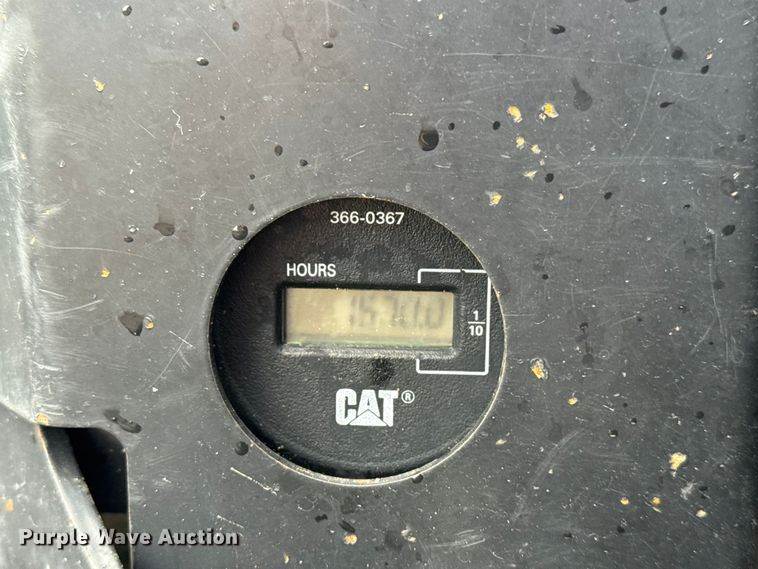 366-0367
HOURS
1
10
CAT®
Purple Wave Auction